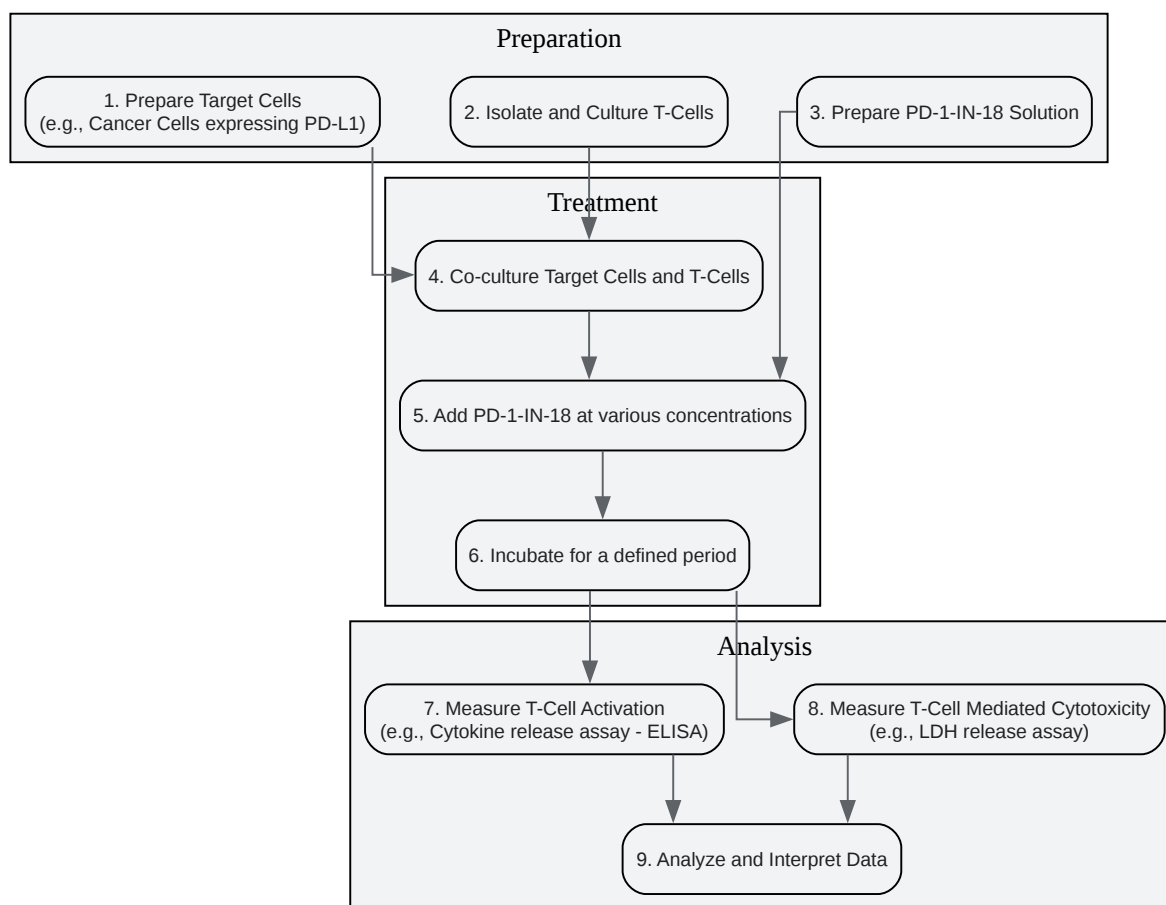 Preparation
1. Prepare Target Cells
(e.g., Cancer Cells expressing PD-L1)
2. Isolate and Culture T-Cells
3. Prepare PD-1-IN-18 Solution
Treatment
4. Co-culture Target Cells and T-Cells
5. Add PD-1-IN-18 at various concentrations
6. Incubate for a defined period
Analysis
7. Measure T-Cell Activation
(e.g., Cytokine release assay - ELISA)
8. Measure T-Cell Mediated Cytotoxicity
(e.g., LDH release assay)
9. Analyze and Interpret Data